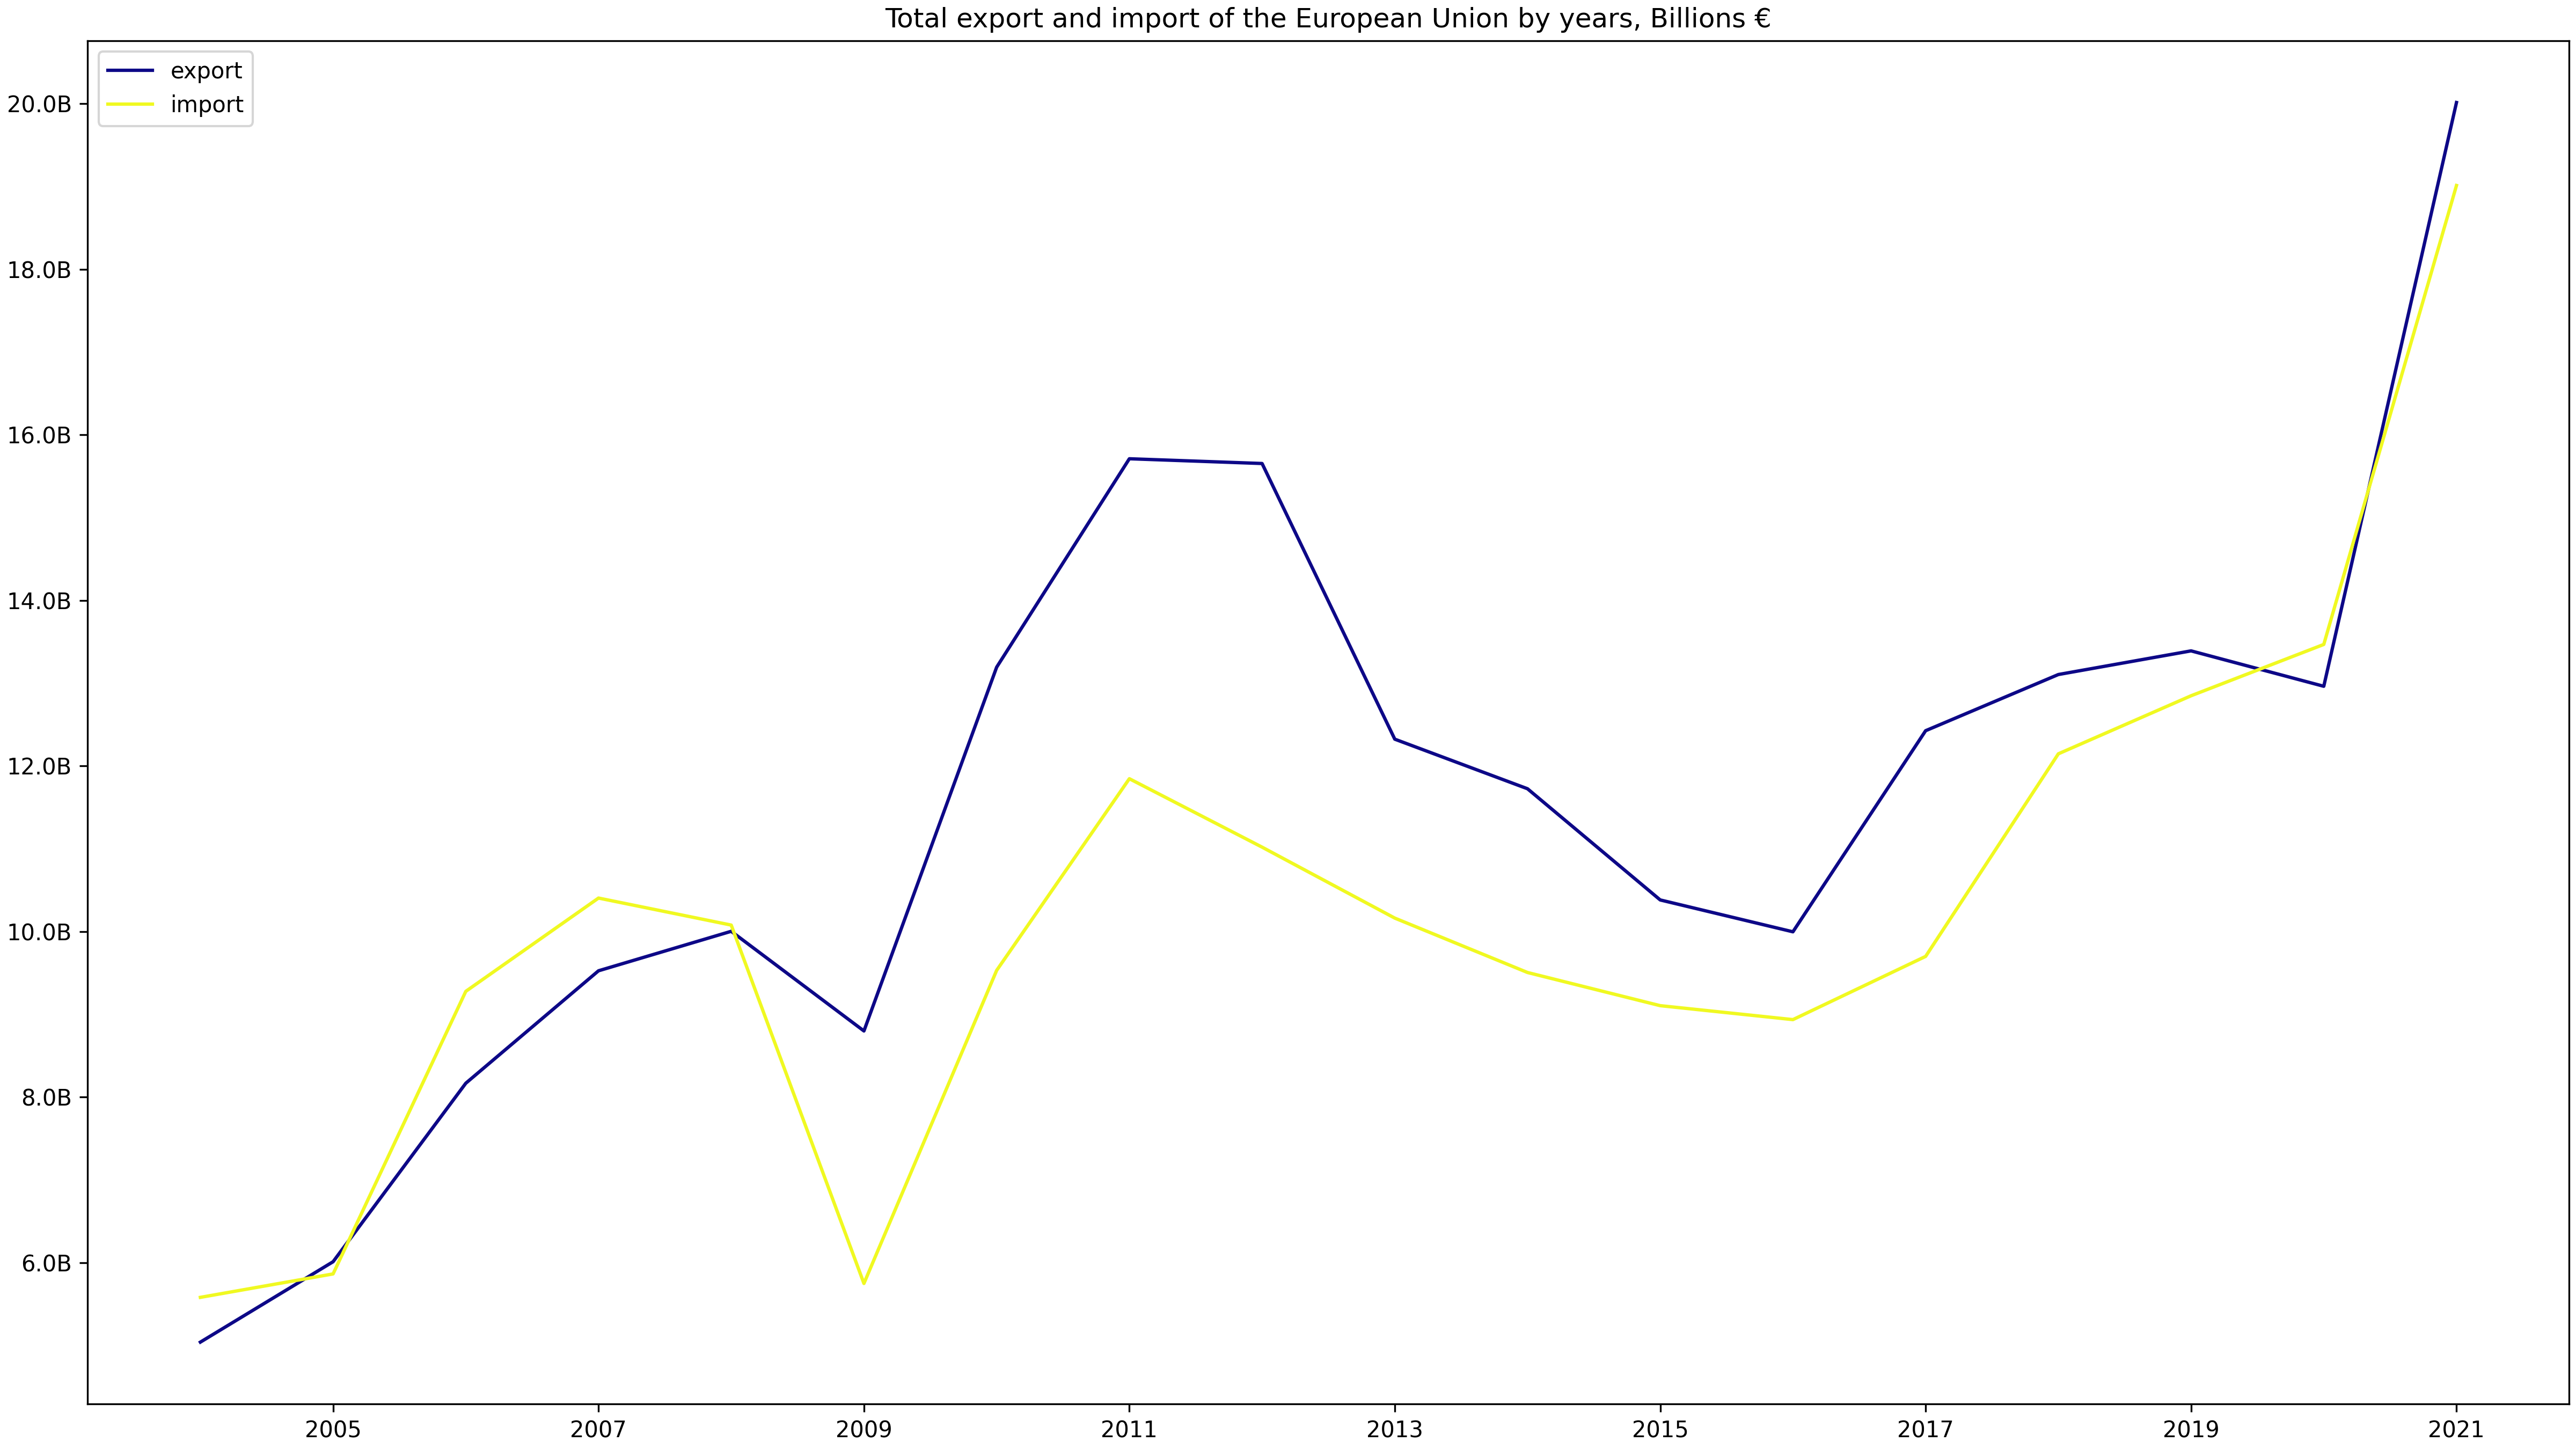 Total export and import of the European Union by years, Billions €
export
import
20.0B
18.0B
16.0B
14.0B
12.0B
10.0B
8.0B
6.0B
2005 2007 2009 2011 2013 2015 2017 2019 2021